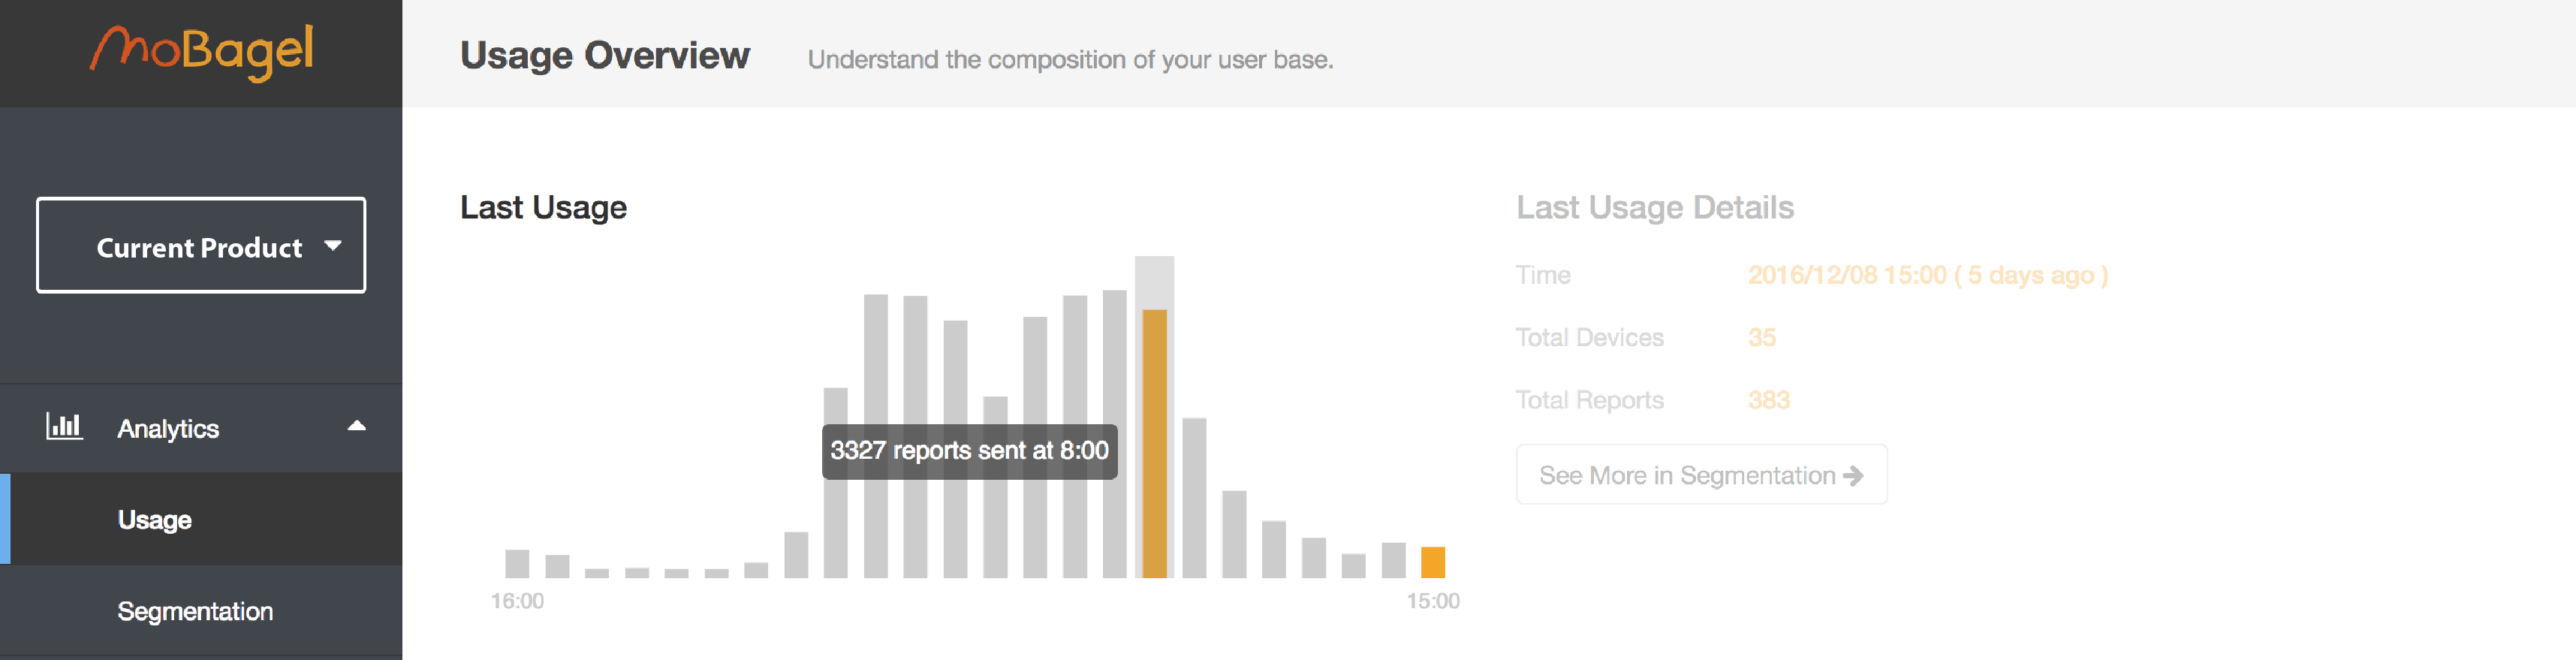 MoBagel
Usage Overview
Understand the composition of your user base.
Current Product
Analytics
Usage
Segmentation
Last Usage
3327 reports sent at 8:00
16:00
15:00
Last Usage Details
Time 2016/12/08 15:00 ( 5 days ago )
Total Devices 35
Total Reports 383
See More in Segmentation